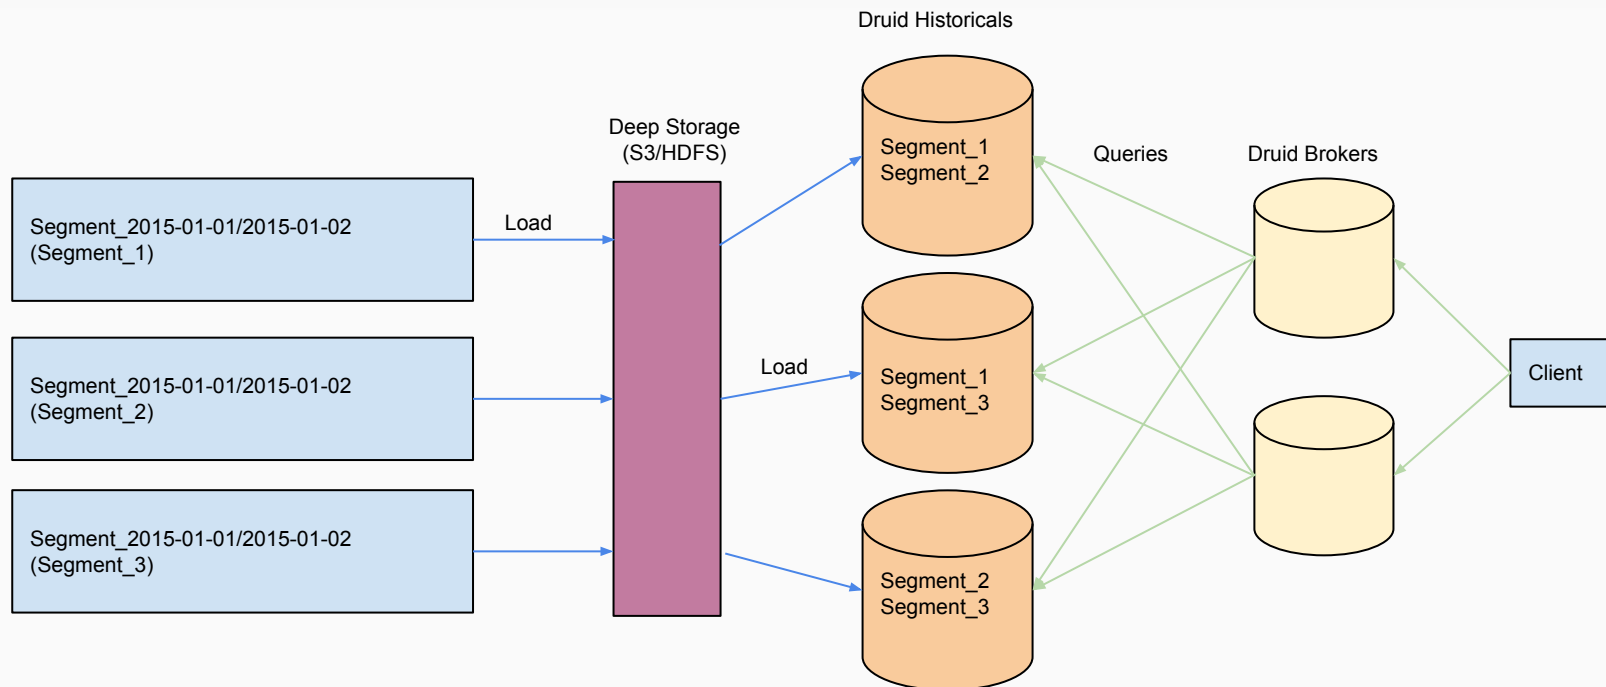 Druid Historicals
Deep Storage
(S3/HDFS)
Segment_2015-01-01/2015-01-02
(Segment_1)
Load
Segment_2015-01-01/2015-01-02
(Segment_2)
Segment_2015-01-01/2015-01-02
(Segment_3)
Load
Segment_1
Segment_2
Segment_1
Segment_3
Segment_2
Segment_3
Queries
Druid Brokers
Client